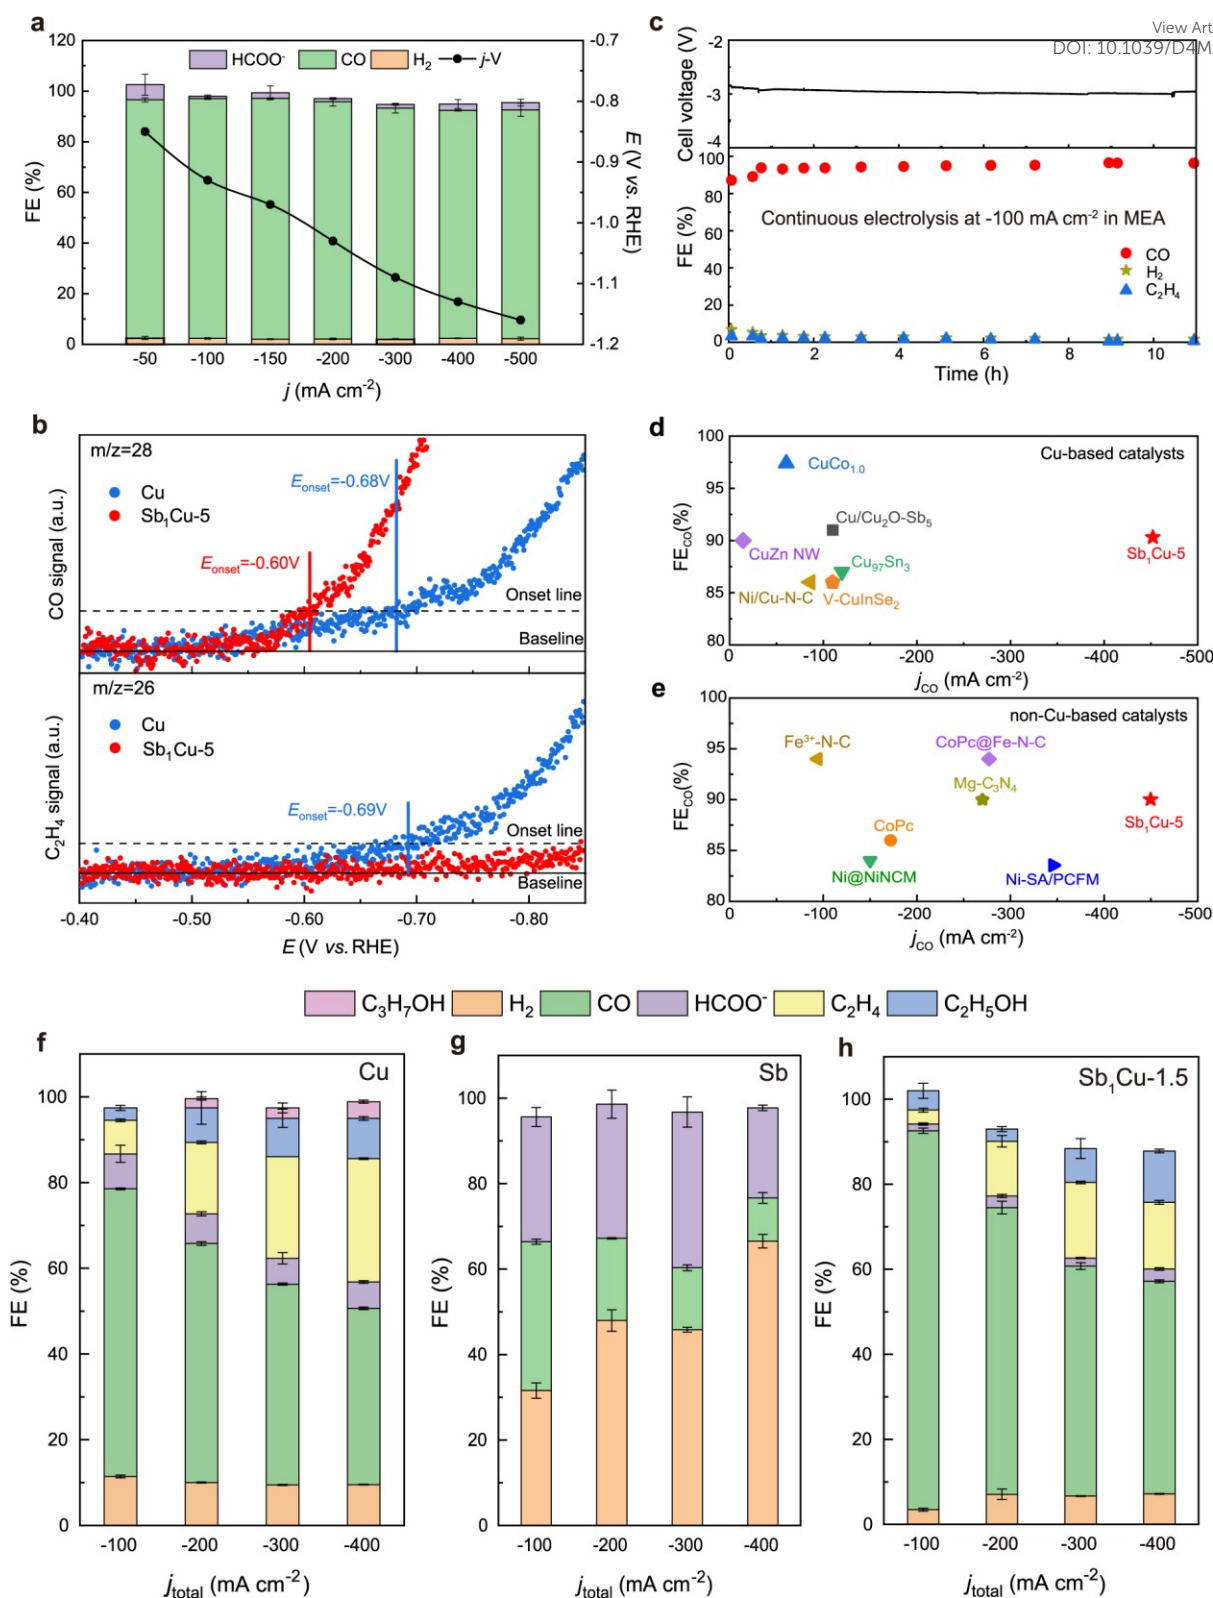 View Art
DOI: 10.1039/D4M
a
120
100
80
60
40
20
0
FE (%)
HCOO⁻ CO H₂ j-V
-0.7
-0.8
-0.9
-1.0
-1.1
-1.2
E (V vs. RHE)
-50 -100 -150 -200 -300 -400 -500
j (mA cm⁻²)
c
-2
-3
-4
Cell voltage (V)
100
80
60
40
20
0
FE (%)
Continuous electrolysis at -100 mA cm⁻² in MEA
CO
H₂
C₂H₄
0 2 4 6 8 10
Time (h)
b
m/z=28
Cu
Sb₁Cu-5
Eonset=-0.68V
Eonset=-0.60V
Onset line
Baseline
CO signal (a.u.)
m/z=26
Cu
Sb₁Cu-5
Eonset=-0.69V
Onset line
Baseline
C₂H₄ signal (a.u.)
-0.40 -0.50 -0.60 -0.70 -0.80
E (V vs. RHE)
d
100
95
90
85
80
FECO(%)
Cu-based catalysts
CuCo₁.₀
Cu/Cu₂O-Sb₅
CuZn NW
Cu₉₇Sn₃
Sb₁Cu-5
Ni/Cu-N-C
V-CuInSe₂
0 -100 -200 -300 -400 -500
jCO (mA cm⁻²)
e
100
95
90
85
80
FECO(%)
non-Cu-based catalysts
Fe³⁺-N-C
CoPc@Fe-N-C
Mg-C₃N₄
CoPc
Sb₁Cu-5
Ni@NiNCM
Ni-SA/PCFM
0 -100 -200 -300 -400 -500
jCO (mA cm⁻²)
C₃H₇OH H₂ CO HCOO⁻ C₂H₄ C₂H₅OH
f
Cu
100
80
60
40
20
0
FE (%)
-100 -200 -300 -400
jtotal (mA cm⁻²)
g
Sb
100
80
60
40
20
0
FE (%)
-100 -200 -300 -400
jtotal (mA cm⁻²)
h
Sb₁Cu-1.5
100
80
60
40
20
0
FE (%)
-100 -200 -300 -400
jtotal (mA cm⁻²)